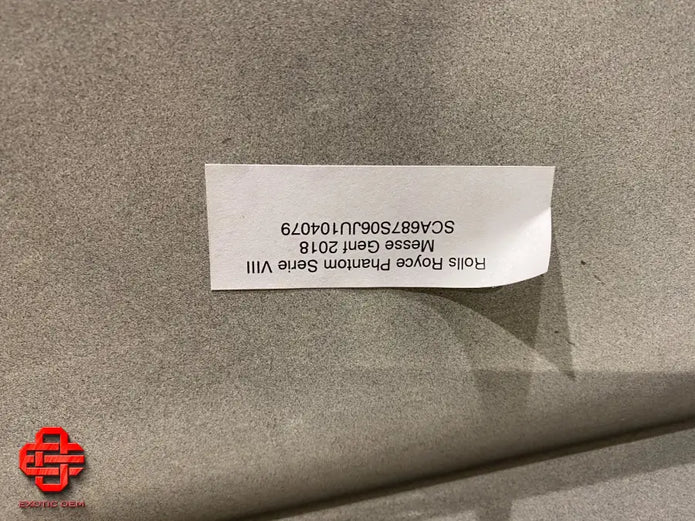 Rolls Royce Phantom Serie VIII
Messe Genf 2018
SCA687S06JU104079
EXOTIC OEM